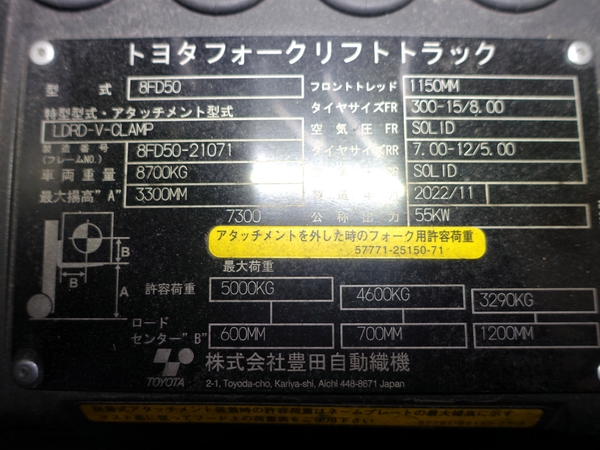 トヨタフォークリフトトラック
型式 8FD50 フロントトレッド 1150MM
特型型式・アタッチメント型式 タイヤサイズFR 300-15/8.00
LDRD-V-CLAMP 空気圧FR SOLID
製造番号 (フレームNO.) 8FD50-21071 タイヤサイズRR 7.00-12/5.00
車両重量 8700KG SOLID
最大揚高"A" 3300MM 2022/11
7300 公称出力 55KW
アタッチメントを外した時のフォーク用許容荷重
57771-25150-71
B
B
A
最大荷重
許容荷重 5000KG 4600KG 3290KG
ロードセンター"B" 600MM 700MM 1200MM
TOYOTA 株式会社豊田自動織機
2-1, Toyoda-cho, Kariya-shi, Aichi 448-8671 Japan